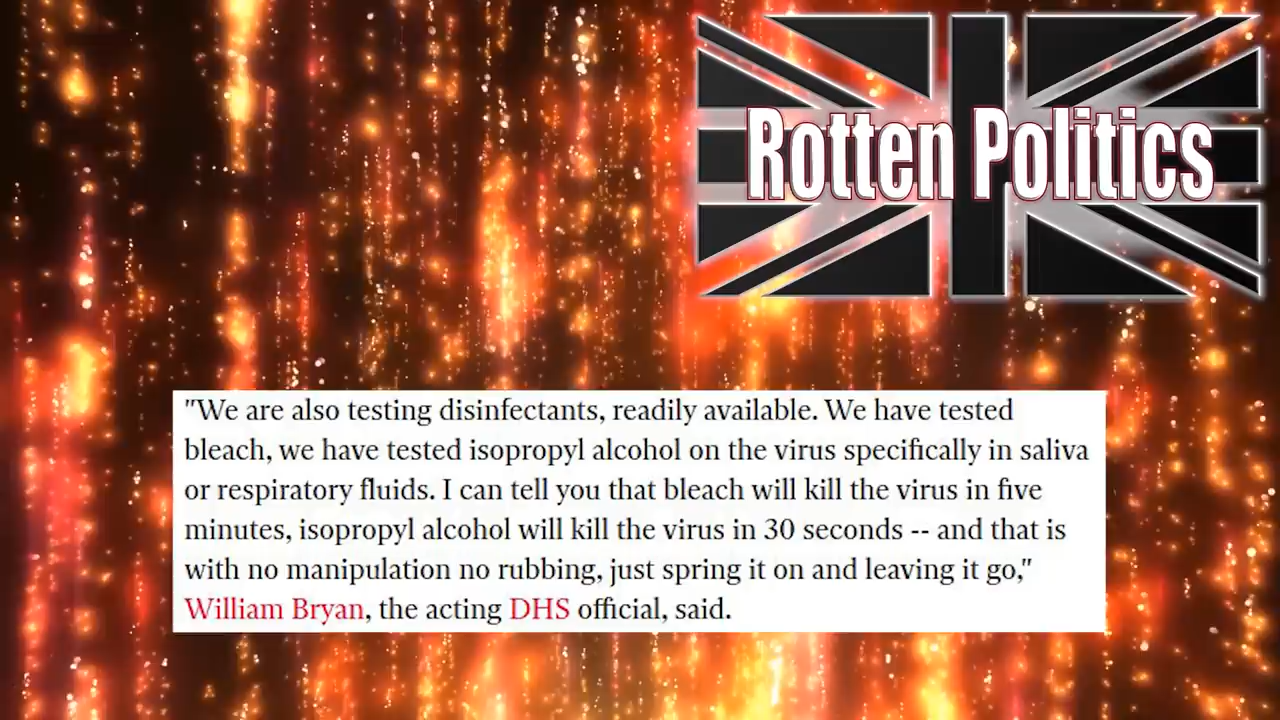 Rotten Politics
"We are also testing disinfectants, readily available. We have tested
bleach, we have tested isopropyl alcohol on the virus specifically in saliva
or respiratory fluids. I can tell you that bleach will kill the virus in five
minutes, isopropyl alcohol will kill the virus in 30 seconds -- and that is
with no manipulation no rubbing, just spring it on and leaving it go,"
William Bryan, the acting DHS official, said.